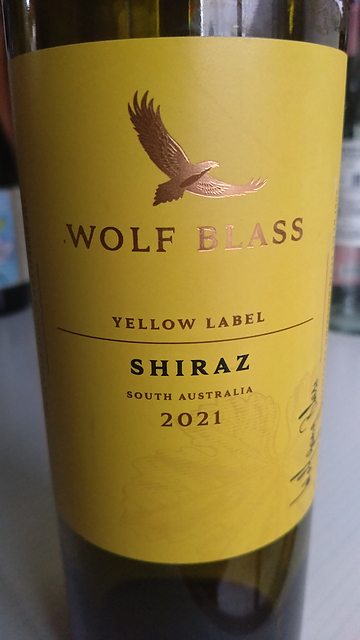 WOLF BLASS
YELLOW LABEL
SHIRAZ
SOUTH AUSTRALIA
2021